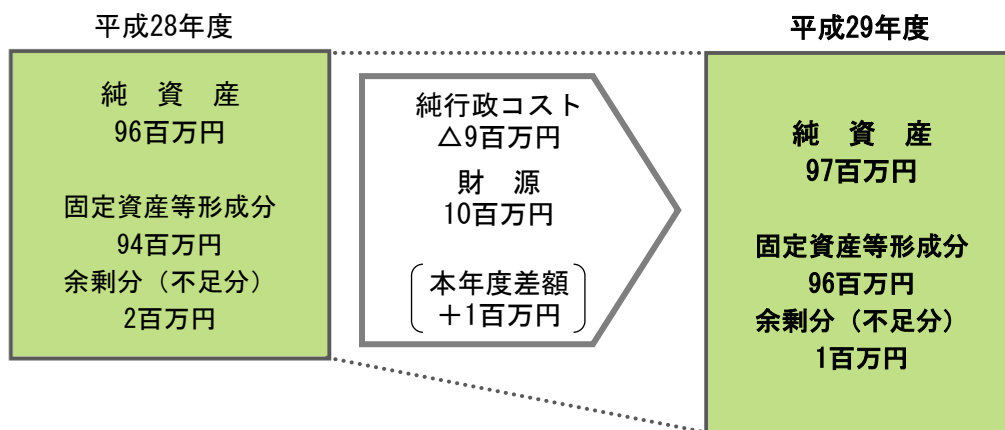 平成28年度
純　資　産
96百万円
固定資産等形成分
94百万円
余剰分（不足分）
2百万円
純行政コスト
△9百万円
財　源
10百万円
本年度差額
＋1百万円
平成29年度
純　資　産
97百万円
固定資産等形成分
96百万円
余剰分（不足分）
1百万円